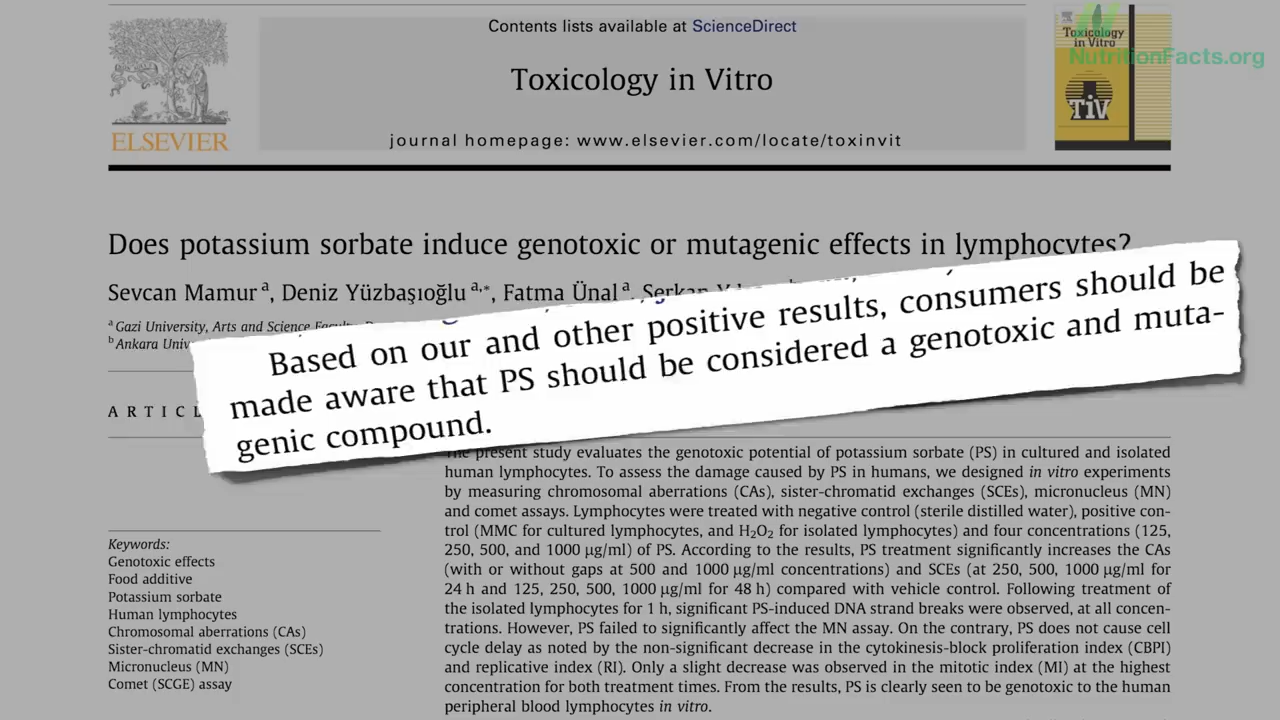 Contents lists available at ScienceDirect
Toxicology in Vitro
journal homepage: www.elsevier.com/locate/toxinvit
ELSEVIER
Toxicology
in Vitro
TiV
NutritionFacts.org
Does potassium sorbate induce genotoxic or mutagenic effects in lymphocytes?
Sevcan Mamur a, Deniz Yüzbaşıoğlu a,*, Fatma Ünal a,
a Gazi University, Arts and Science
b Ankara
Based on our and other positive results, consumers should be
made aware that PS should be considered a genotoxic and muta-
genic compound.
The present study evaluates the genotoxic potential of potassium sorbate (PS) in cultured and isolated
human lymphocytes. To assess the damage caused by PS in humans, we designed in vitro experiments
by measuring chromosomal aberrations (CAs), sister-chromatid exchanges (SCEs), micronucleus (MN)
and comet assays. Lymphocytes were treated with negative control (sterile distilled water), positive con-
trol (MMC for cultured lymphocytes, and H₂O₂ for isolated lymphocytes) and four concentrations (125,
250, 500, and 1000 μg/ml) of PS. According to the results, PS treatment significantly increases the CAs
(with or without gaps at 500 and 1000 μg/ml concentrations) and SCEs (at 250, 500, 1000 μg/ml for
24 h and 125, 250, 500, 1000 μg/ml for 48 h) compared with vehicle control. Following treatment of
the isolated lymphocytes for 1 h, significant PS-induced DNA strand breaks were observed, at all concen-
trations. However, PS failed to significantly affect the MN assay. On the contrary, PS does not cause cell
cycle delay as noted by the non-significant decrease in the cytokinesis-block proliferation index (CBPI)
and replicative index (RI). Only a slight decrease was observed in the mitotic index (MI) at the highest
concentration for both treatment times. From the results, PS is clearly seen to be genotoxic to the human
peripheral blood lymphocytes in vitro.
Keywords:
Genotoxic effects
Food additive
Potassium sorbate
Human lymphocytes
Chromosomal aberrations (CAs)
Sister-chromatid exchanges (SCEs)
Micronucleus (MN)
Comet (SCGE) assay